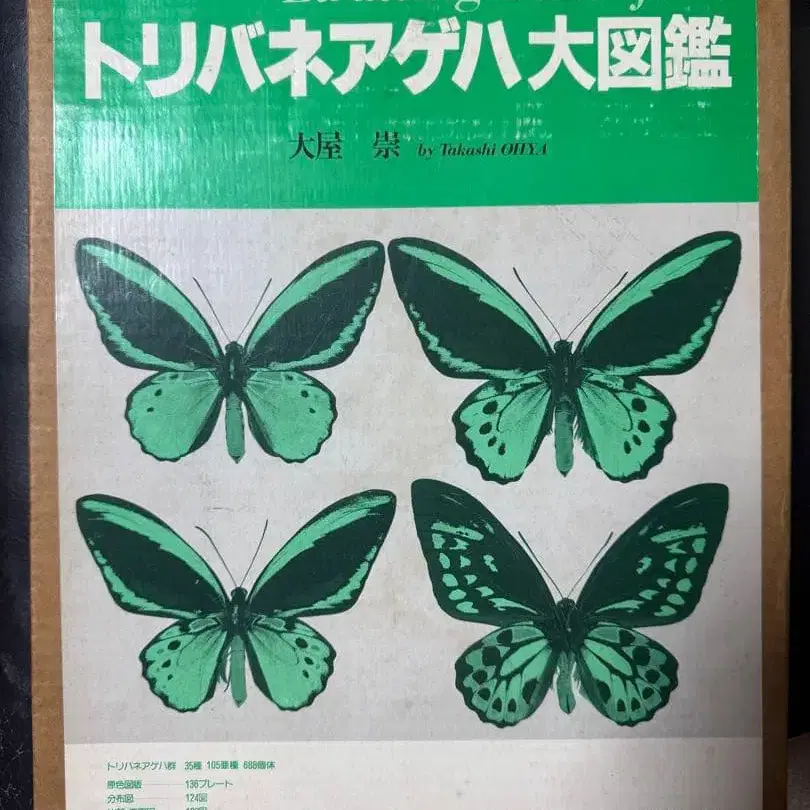 トリバネアゲハ大図鑑
大屋 崇 by Takashi OHYA
トリバネアゲハ群 35種 105亜種 688個体
原色図版 136プレート
分布図 124図